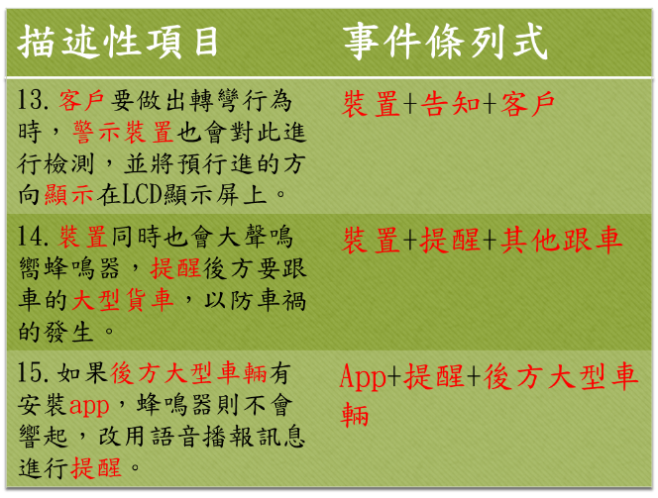 描述性項目
事件條列式
13.客戶要做出轉彎行為
時，警示裝置也會對此進
行檢測，並將預行進的方
向顯示在LCD顯示屏上。
裝置+告知+客戶
14.裝置同時也會大聲鳴
嚮蜂鳴器，提醒後方要跟
車的大型貨車，以防車禍
的發生。
裝置+提醒+其他跟車
15.如果後方大型車輛有
安裝app，蜂鳴器則不會
響起，改用語音播報訊息
進行提醒。
App+提醒+後方大型車
輛